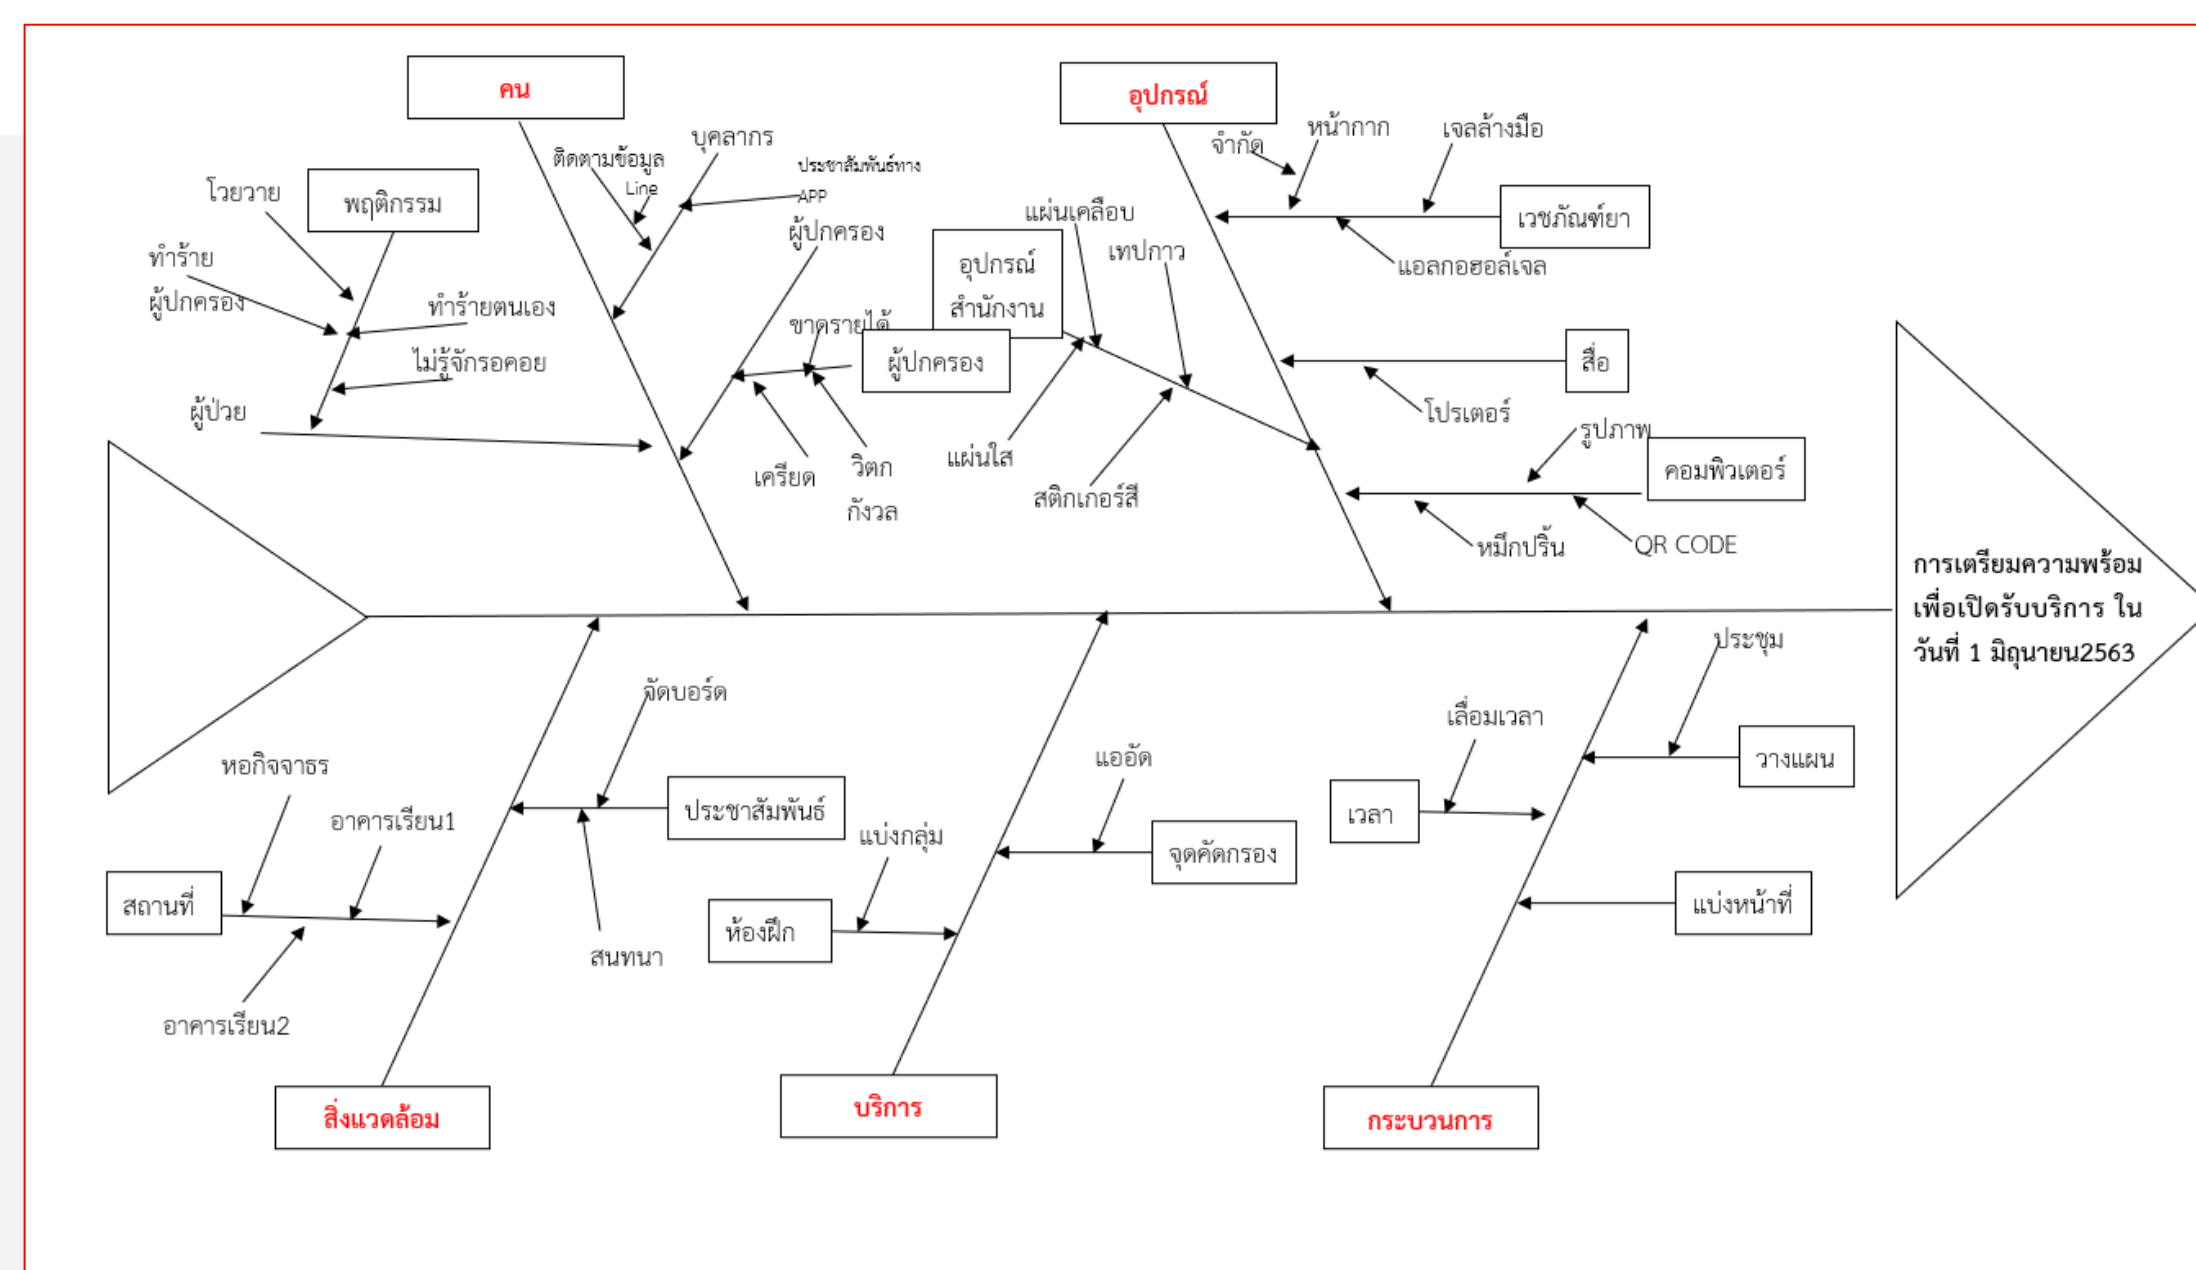 คน
อุปกรณ์
บุคลากร
ติดตามข้อมูล
Line
ประชาสัมพันธ์ทาง
APP
ผู้ปกครอง
พฤติกรรม
โวยวาย
ทำร้าย
ผู้ปกครอง
ทำร้ายตนเอง
ไม่รู้จักรอคอย
ผู้ป่วย
ขาดรายได้
ผู้ปกครอง
เครียด
วิตก
กังวล
จำกัด
หน้ากาก
เจลล้างมือ
เวชภัณฑ์ยา
แอลกอฮอล์เจล
อุปกรณ์
สำนักงาน
แผ่นเคลือบ
เทปกาว
แผ่นใส
สติกเกอร์สี
สื่อ
โปรเตอร์
รูปภาพ
คอมพิวเตอร์
หมึกปริ้น
QR CODE
การเตรียมความพร้อม
เพื่อเปิดรับบริการ ใน
วันที่ 1 มิถุนายน2563
จัดบอร์ด
ประชาสัมพันธ์
สนทนา
หอกิจจาธร
อาคารเรียน1
สถานที่
อาคารเรียน2
สิ่งแวดล้อม
แออัด
จุดคัดกรอง
แบ่งกลุ่ม
ห้องฝึก
บริการ
ประชุม
วางแผน
เลื่อมเวลา
เวลา
แบ่งหน้าที่
กระบวนการ